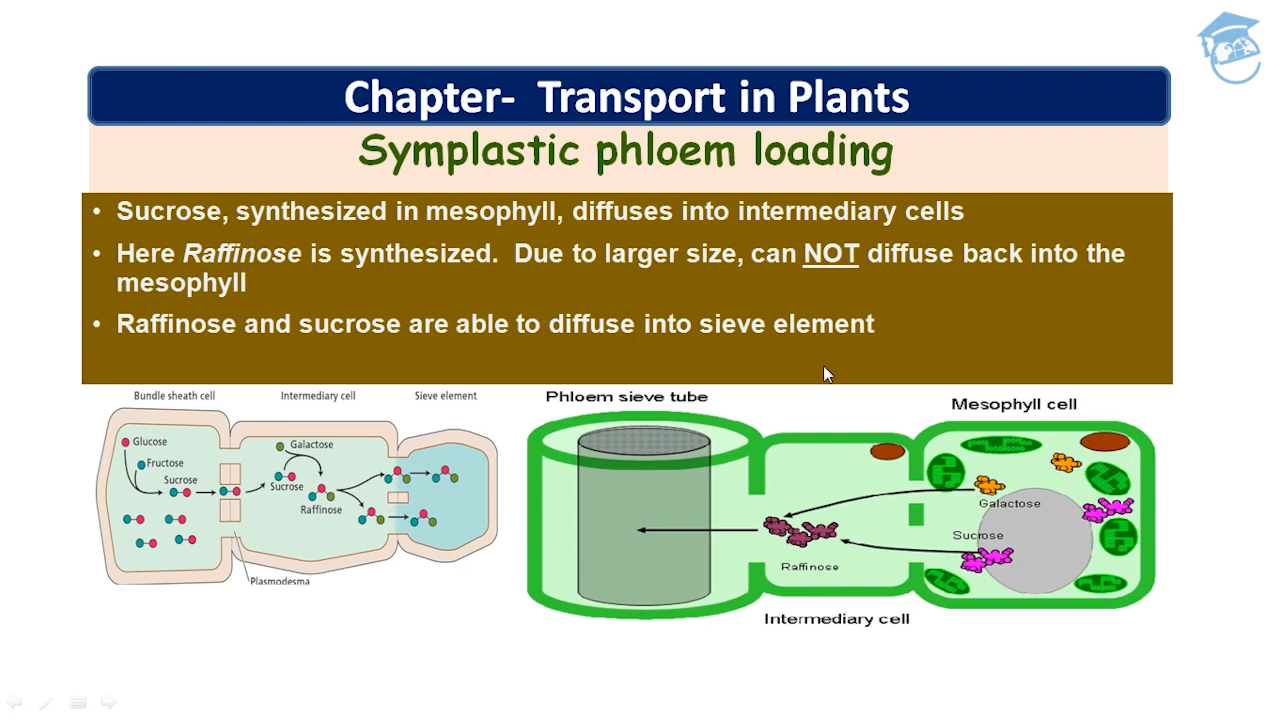 Chapter-  Transport in Plants
Symplastic phloem loading
• Sucrose, synthesized in mesophyll, diffuses into intermediary cells
• Here Raffinose is synthesized.  Due to larger size, can NOT diffuse back into the
mesophyll
• Raffinose and sucrose are able to diffuse into sieve element
Bundle sheath cell
Intermediary cell
Sieve element
Glucose
Fructose
Sucrose
Galactose
Sucrose
Raffinose
Plasmodesma
Phloem sieve tube
Mesophyll cell
Galactose
Sucrose
Raffinose
Intermediary cell